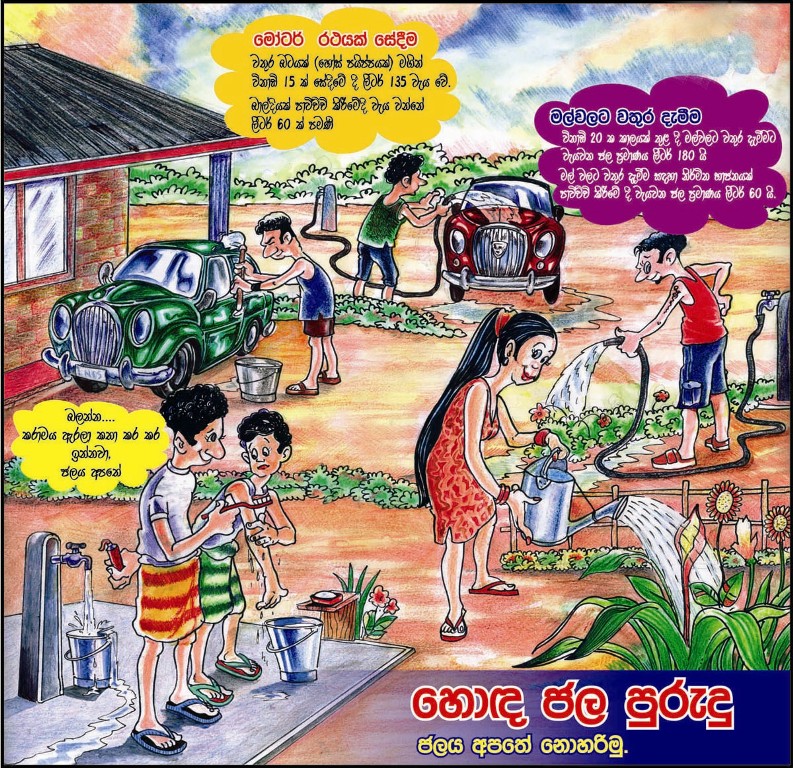 මෝටර් රථයක් සේදීම
වතුර බටයක් (හෝස් පයිප්පයක්) මගින්
විනාඩි 15 ක් සේදීමේ දි ලීටර් 135 වැය වේ.
බාල්දියක් පාවිච්චි කිරීමේදි වැය වන්නේ
ලීටර් 60 ක් පමණි
මල්වලට වතුර දැම්ම
විනාඩි 20 ක කාලයක් තුළ දි මල්වලට වතුර දැමීමට
වැයවන ජල ප්‍රමාණය ලීටර් 180 යි
මල් වලට වතුර දැමීම සඳහා නිර්මිත භාජනයක්
පාවිච්චි කිරීමේ දි වැයවන ජල ප්‍රමාණය ලීටර් 60 යි.
බලන්න....
කරාමය ඇරලා කතා කර කර
ඉන්නවා,
ජලය අපතේ
හොඳ ජල පුරුදු
ජලය අපතේ නොහරිමු.